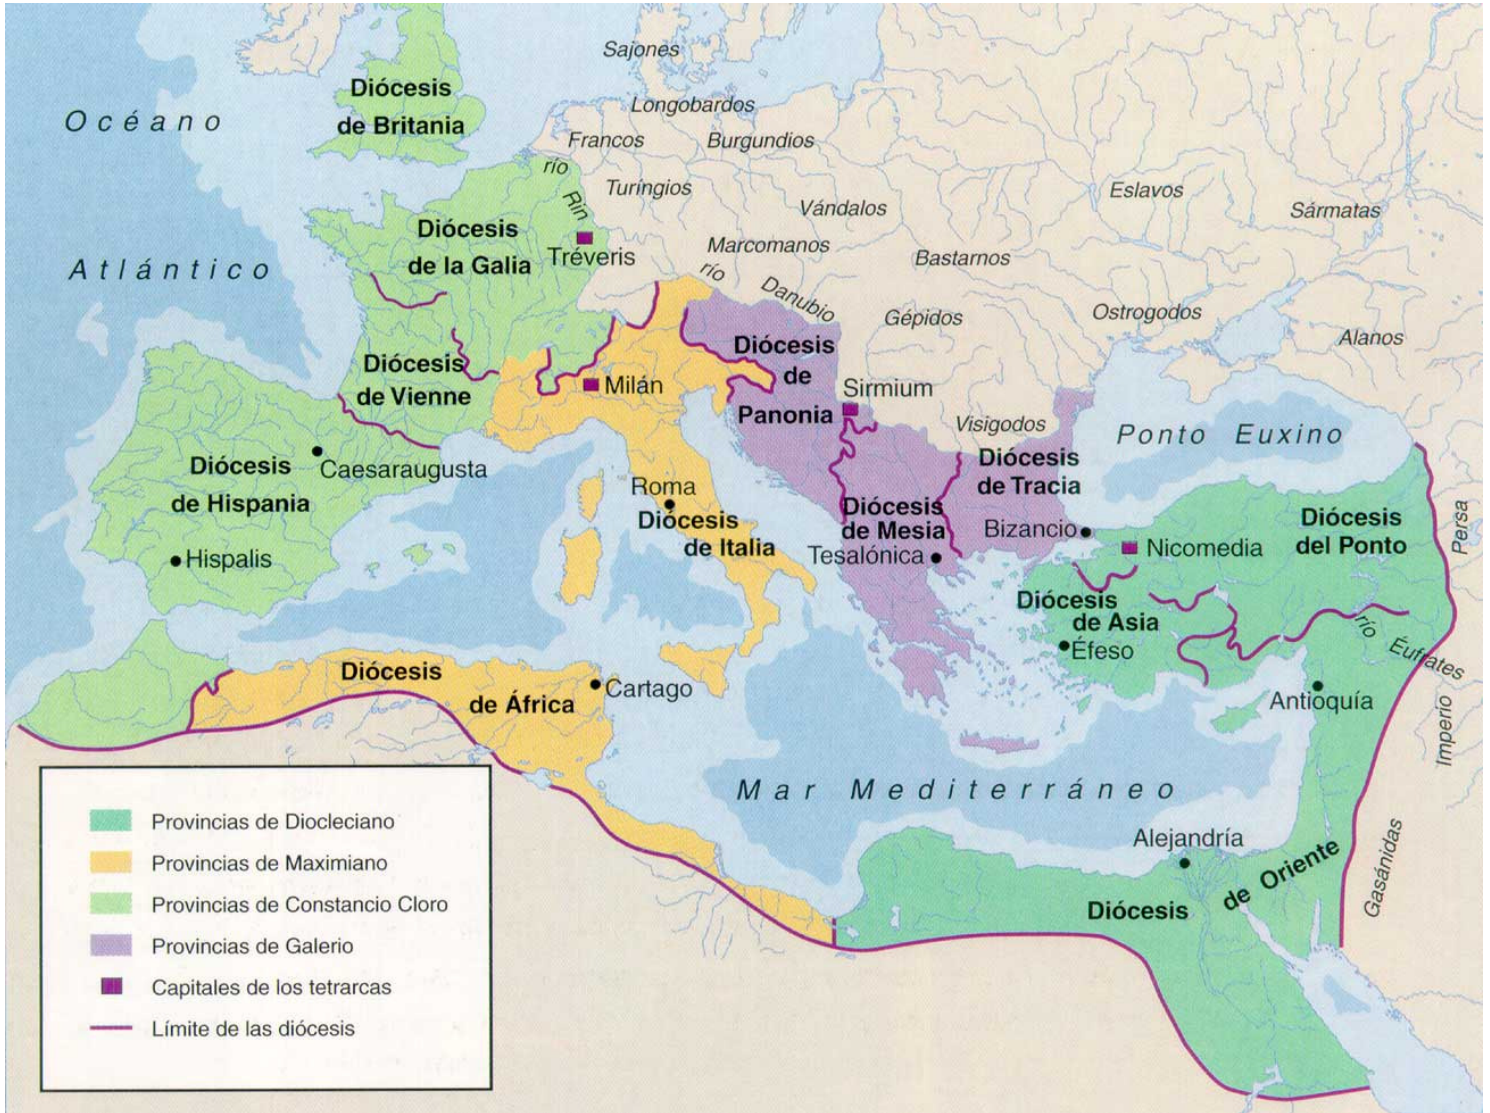 Sajones
Diócesis
de Britania
Océano
Longobardos
Francos
Burgundios
río
Rin
Turíngios
Vándalos
Eslavos
Sármatas
Diócesis
de la Galia
Tréveris
Marcomanos
Bastarnos
Atlántico
río
Danubio
Gépidos
Ostrogodos
Alanos
Diócesis
de Vienne
Milán
Diócesis
de
Panonia
Sirmium
Visigodos
Ponto Euxino
Diócesis
de Hispania
Caesaraugusta
Roma
Diócesis
de Italia
Diócesis
de Mesia
Diócesis
de Tracia
Bizancio
Diócesis
del Ponto
Persa
Hispalis
Tesalónica
Nicomedia
Diócesis
de Asia
Éfeso
río
Éufrates
Diócesis
de África
Cartago
Antioquía
Imperio
Mar Mediterráneo
Alejandría
Diócesis
de Oriente
Gasánidas
Provincias de Diocleciano
Provincias de Maximiano
Provincias de Constancio Cloro
Provincias de Galerio
Capitales de los tetrarcas
Límite de las diócesis